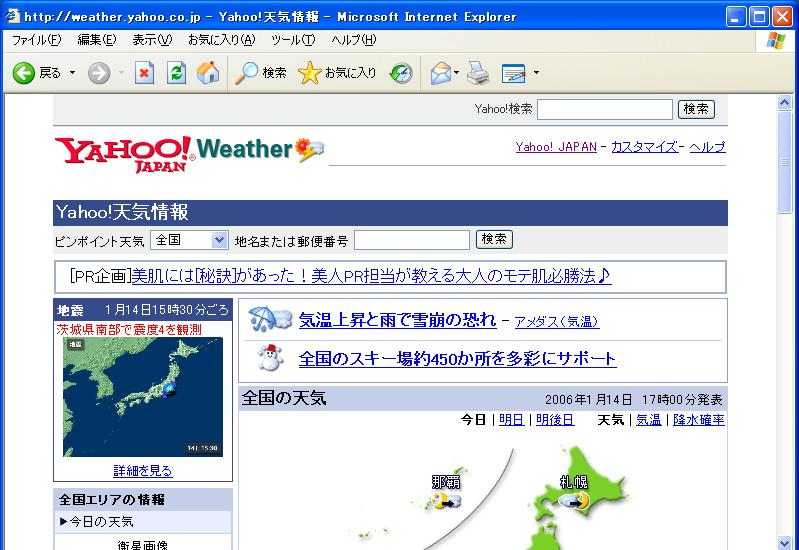 http://weather.yahoo.co.jp - Yahoo!天気情報 - Microsoft Internet Explorer
ファイル(F) 編集(E) 表示(V) お気に入り(A) ツール(T) ヘルプ(H)
戻る 検索 お気に入り
Yahoo!検索 検索
YAHOO! JAPAN Weather
Yahoo! JAPAN - カスタマイズ - ヘルプ
Yahoo!天気情報
ピンポイント天気 全国 地名または郵便番号 検索
[PR企画]美肌には[秘訣]があった！美人PR担当が教える大人のモテ肌必勝法♪
地震 1月14日15時30分ごろ
茨城県南部で震度4を観測
地震
14日 15:30
詳細を見る
全国エリアの情報
▶今日の天気
衛星画像
気温上昇と雨で雪崩の恐れ - アメダス(気温)
全国のスキー場約450か所を多彩にサポート
全国の天気 2006年1月14日 17時00分発表
今日 | 明日 | 明後日 天気 | 気温 | 降水確率
那覇 札幌